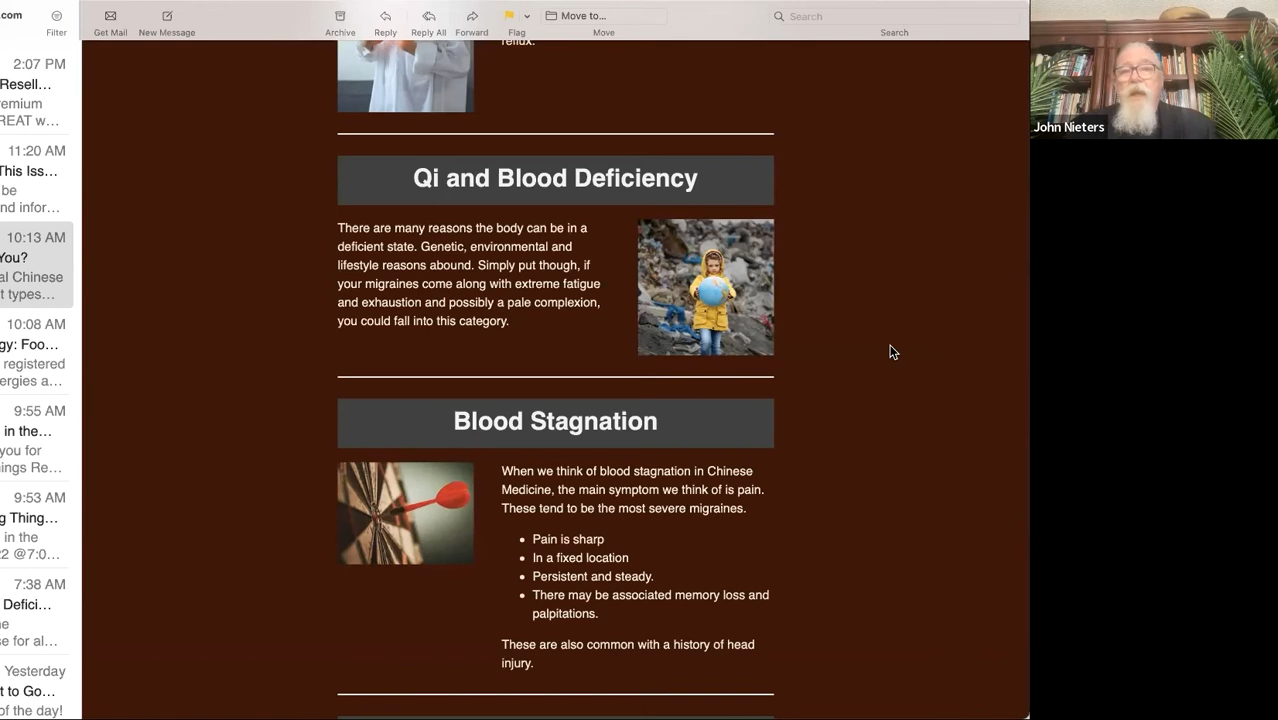 .com
Filter
Get Mail
New Message
Archive
Reply
Reply All
Forward
Flag
Move to...
Move
Search
Search
2:07 PM
Resell...
remium
REAT w...
11:20 AM
This Iss...
be
nd infor...
10:13 AM
You?
al Chinese
t types...
10:08 AM
gy: Foo...
registered
ergies a...
9:55 AM
in the...
you for
ings Re...
9:53 AM
g Thing...
in the
22 @7:0...
7:38 AM
Defici...
ne
se for al...
Yesterday
t to Go...
of the day!
reflux.
Qi and Blood Deficiency
There are many reasons the body can be in a
deficient state. Genetic, environmental and
lifestyle reasons abound. Simply put though, if
your migraines come along with extreme fatigue
and exhaustion and possibly a pale complexion,
you could fall into this category.
Blood Stagnation
When we think of blood stagnation in Chinese
Medicine, the main symptom we think of is pain.
These tend to be the most severe migraines.
• Pain is sharp
• In a fixed location
• Persistent and steady.
• There may be associated memory loss and
palpitations.
These are also common with a history of head
injury.
John Nieters